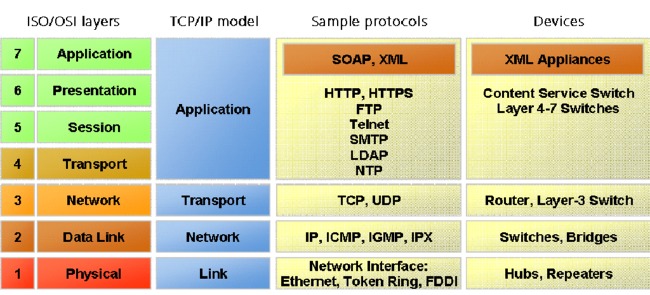 ISO/OSI layers TCP/IP model Sample protocols Devices
7 Application SOAP, XML XML Appliances
6 Presentation HTTP, HTTPS Content Service Switch
Application FTP Layer 4-7 Switches
5 Session Telnet
SMTP
4 Transport LDAP
NTP
3 Network Transport TCP, UDP Router, Layer-3 Switch
2 Data Link Network IP, ICMP, IGMP, IPX Switches, Bridges
1 Physical Link Network Interface: Hubs, Repeaters
Ethernet, Token Ring, FDDI